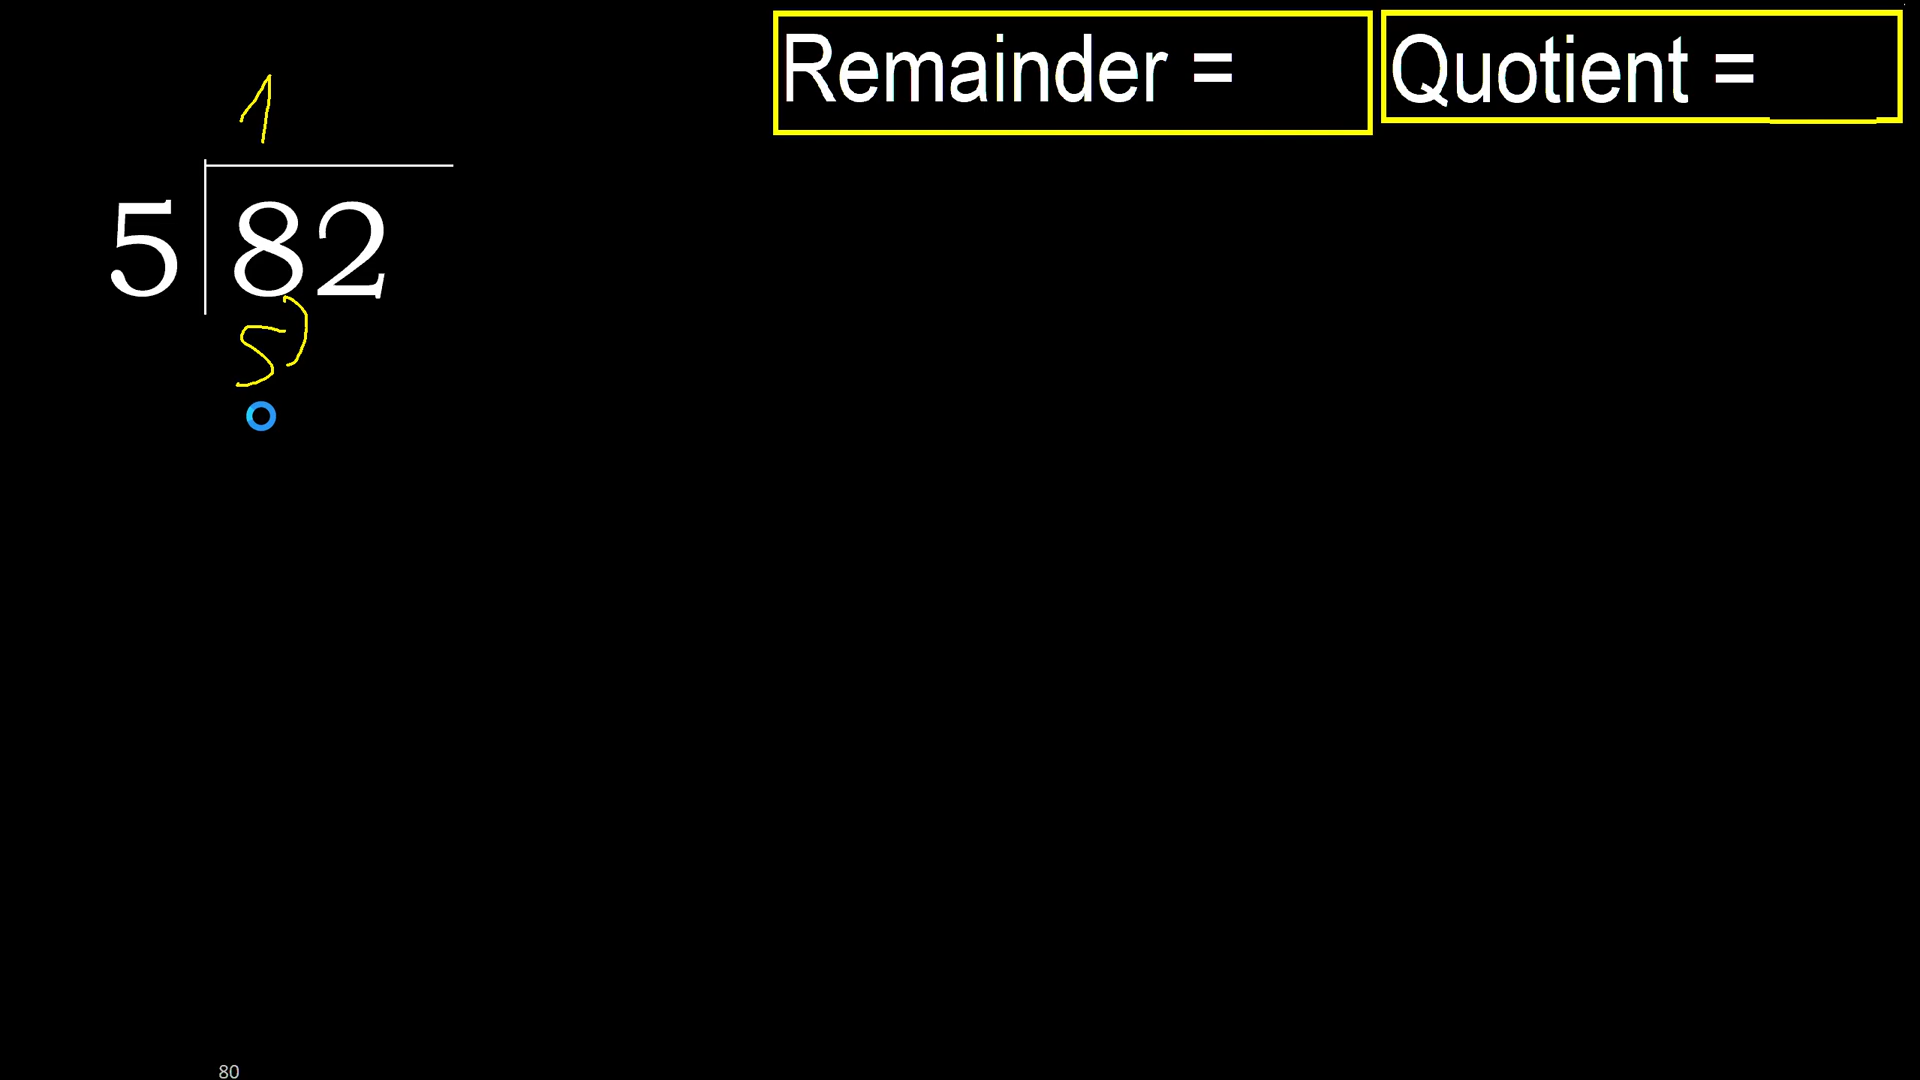 Remainder =
Quotient =
1
5 82
5
80